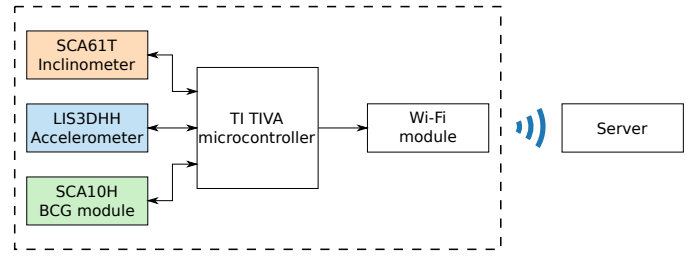 SCA61T
Inclinometer
LIS3DHH
Accelerometer
SCA10H
BCG module
TI TIVA
microcontroller
Wi-Fi
module
Server